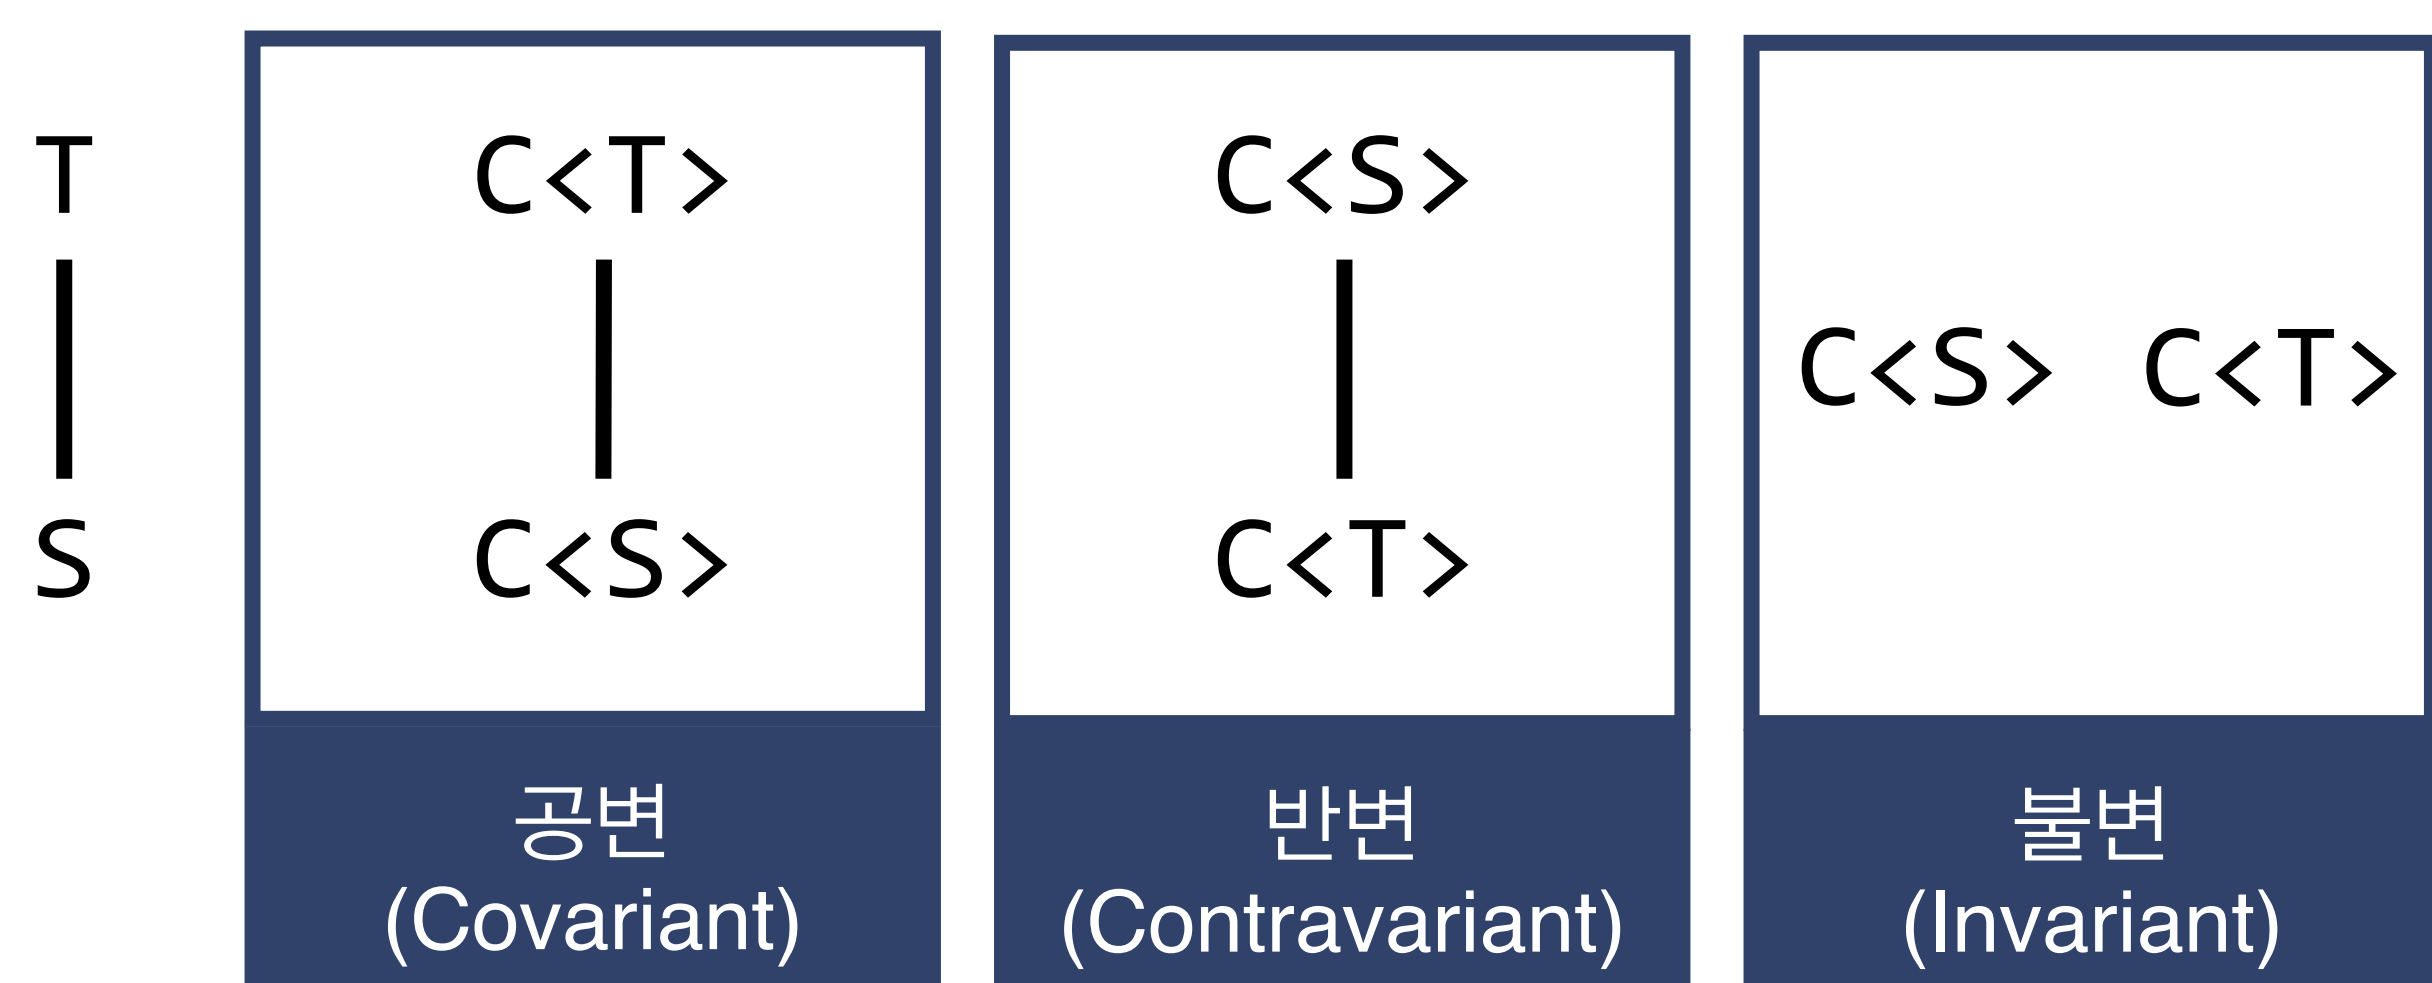 T
S
C<T>
C<S>
공변
(Covariant)
C<S>
C<T>
반변
(Contravariant)
C<S> C<T>
불변
(Invariant)